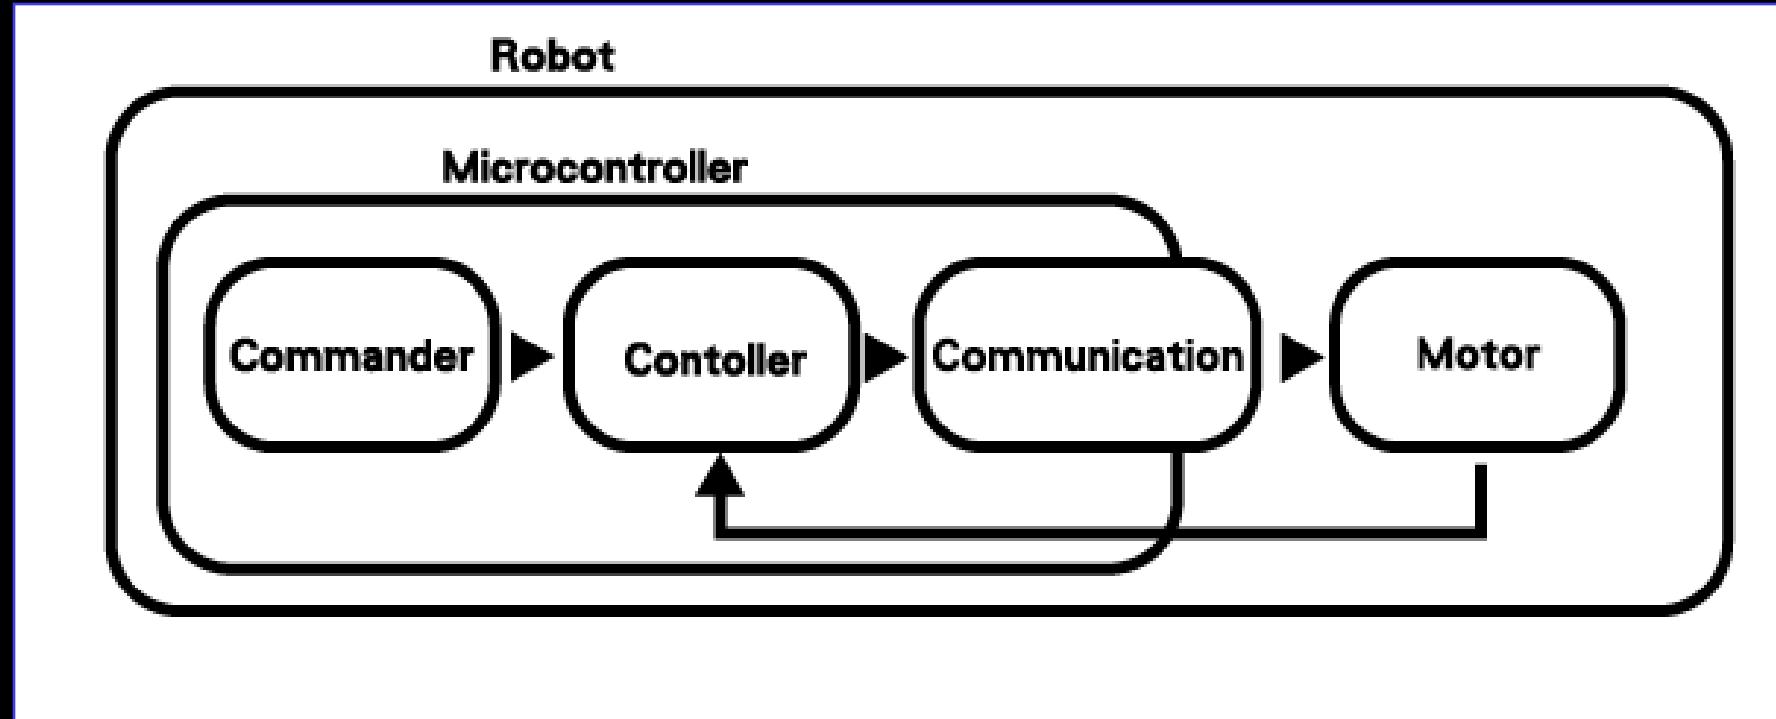 Robot
Microcontroller
Commander
Contoller
Communication
Motor